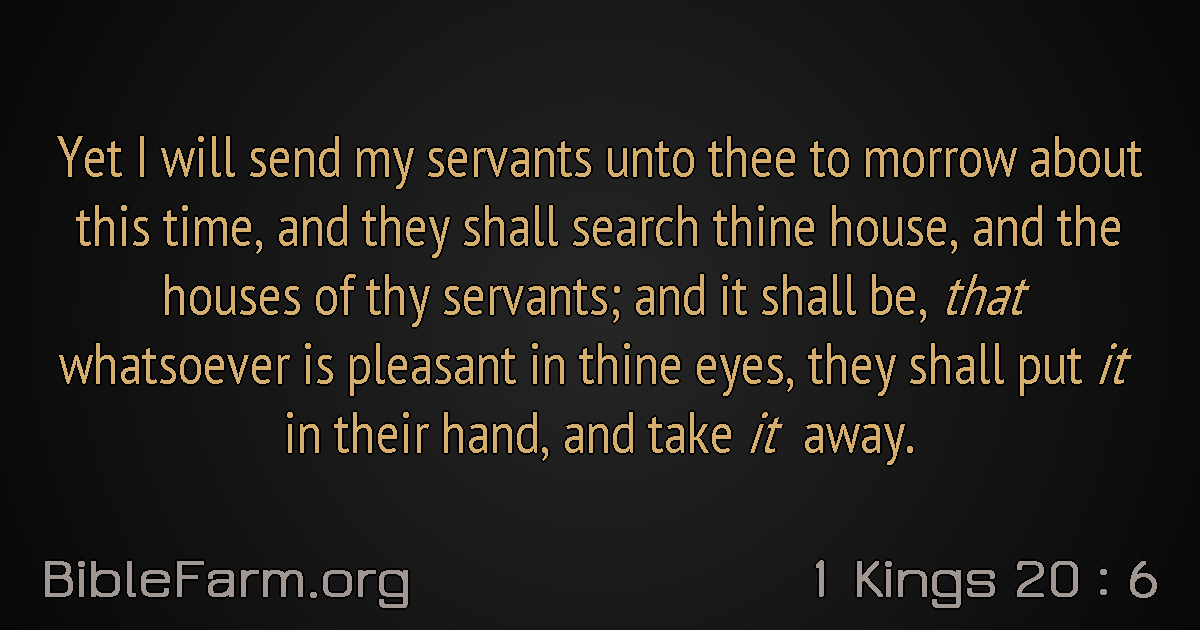 Yet I will send my servants unto thee to morrow about
this time, and they shall search thine house, and the
houses of thy servants; and it shall be, that
whatsoever is pleasant in thine eyes, they shall put it
in their hand, and take it away.
BibleFarm.org
1 Kings 20 : 6